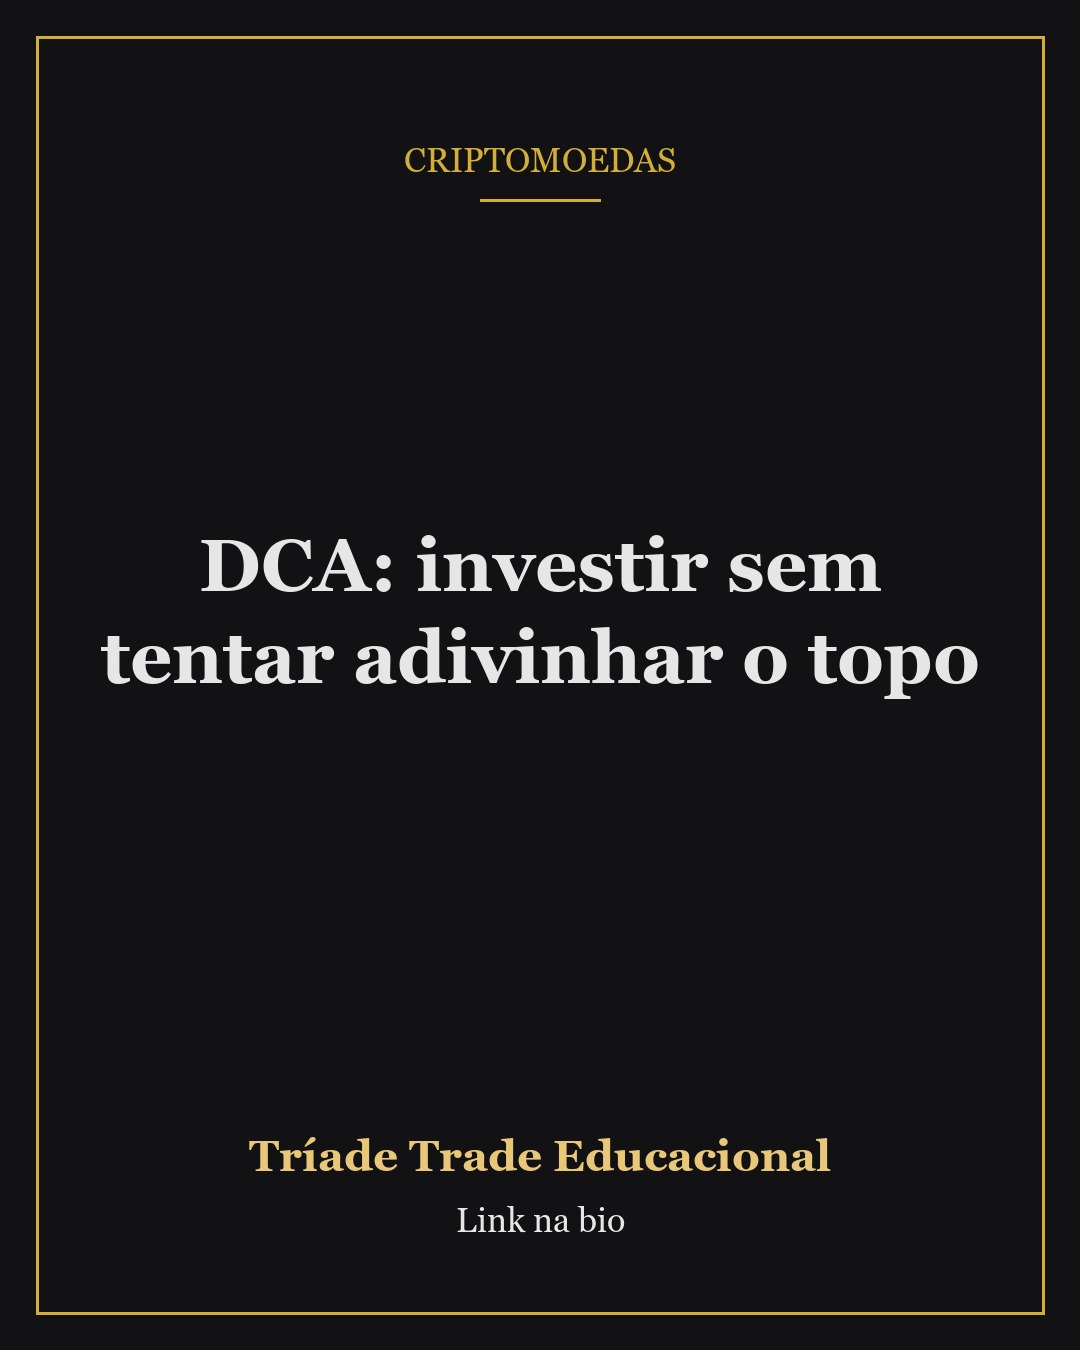 CRIPTOMOEDAS
DCA: investir sem
tentar adivinhar o topo
Tríade Trade Educacional
Link na bio